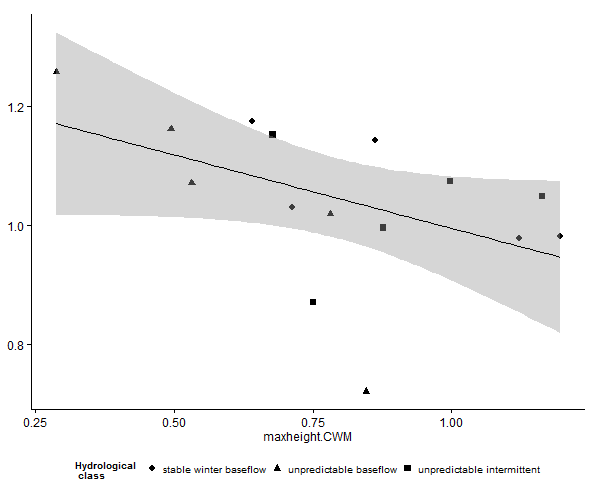 1.2
1.0
0.8
0.25 0.50 0.75 1.00
maxheight.CWM
Hydrological class stable winter baseflow unpredictable baseflow unpredictable intermittent